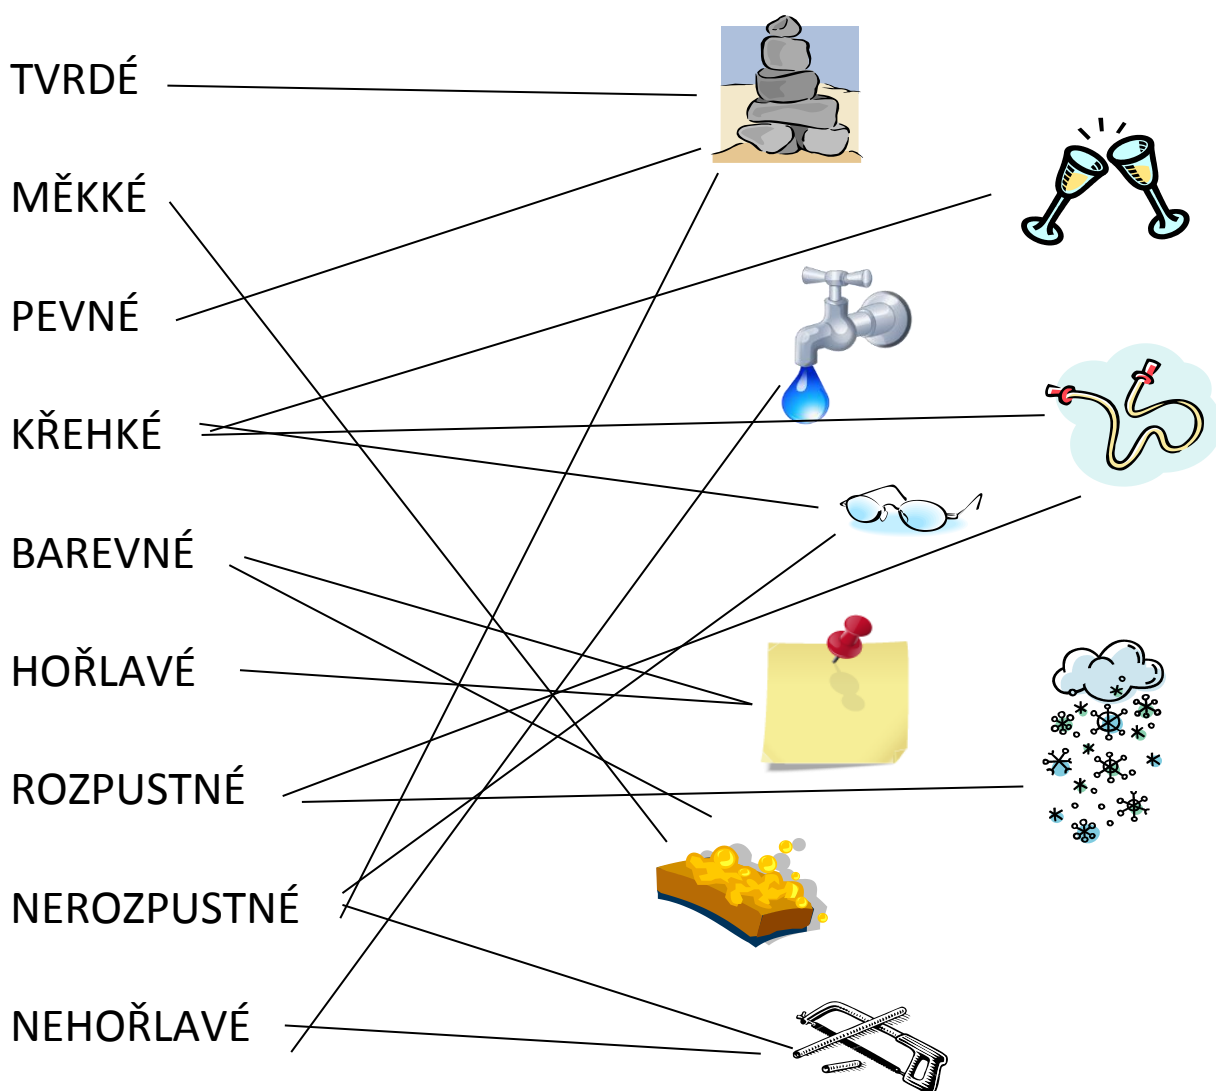 TVRDÉ
MĚKKÉ
PEVNÉ
KŘEHKÉ
BAREVNÉ
HOŘLAVÉ
ROZPUSTNÉ
NEROZPUSTNÉ
NEHOŘLAVÉ